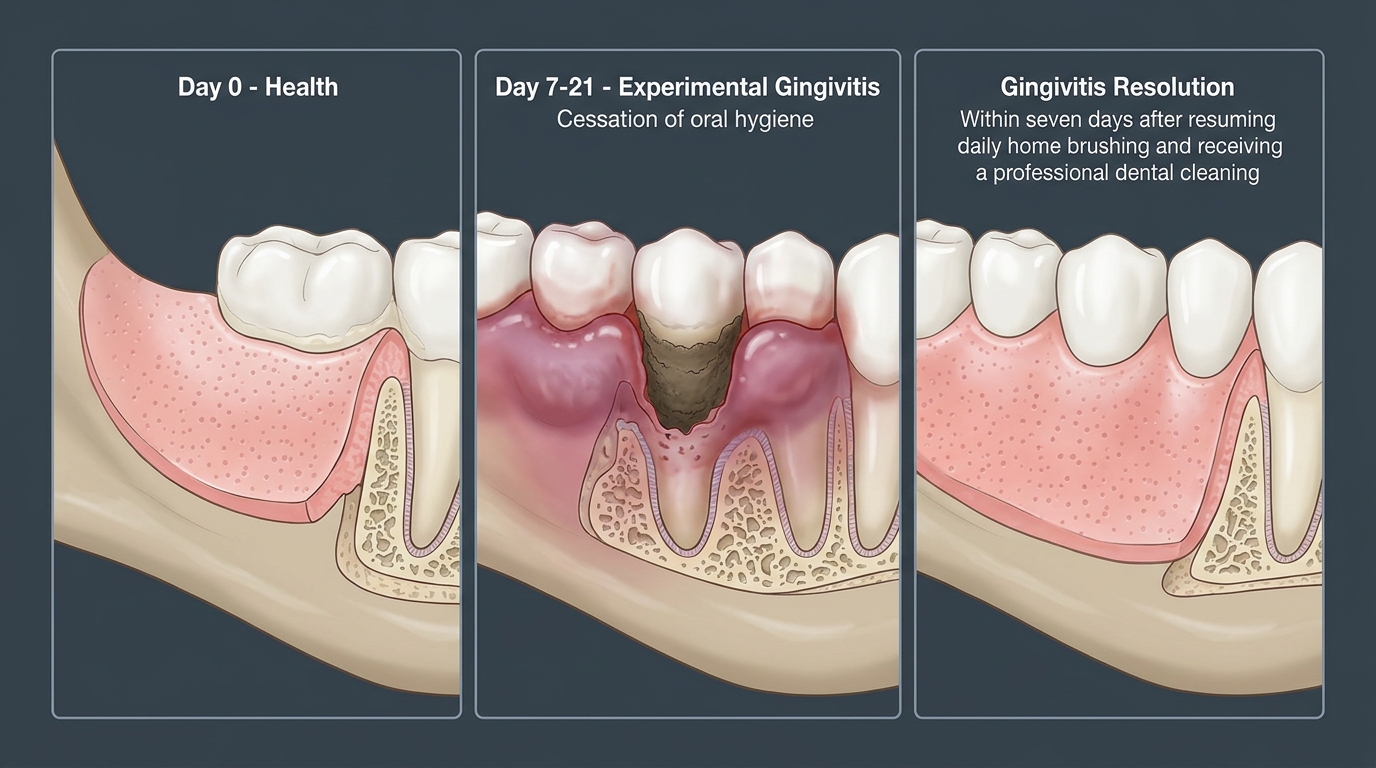 Day 0 - Health
Day 7-21 - Experimental Gingivitis
Cessation of oral hygiene
Gingivitis Resolution
Within seven days after resuming
daily home brushing and receiving
a professional dental cleaning